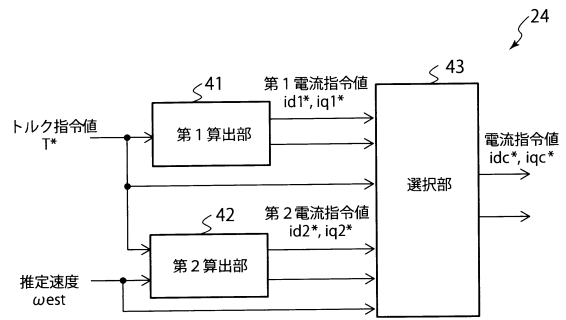 24
41
第1電流指令値
id1*, iq1*
43
トルク指令値
T*
第1算出部
電流指令値
idc*, iqc*
選択部
42
第2電流指令値
id2*, iq2*
第2算出部
推定速度
ωest